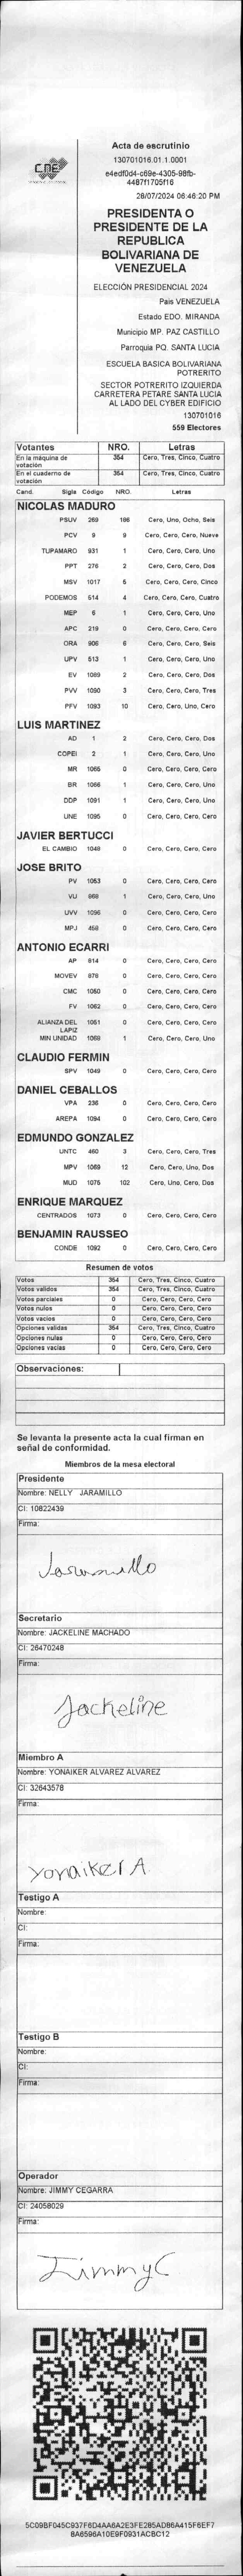 CNE
Acta de escrutinio
130701016.01.1.0001
e4edf0d4-c69e-4305-98fb-
4487f1705f16
28/07/2024 06:46:20 PM
PRESIDENTA O
PRESIDENTE DE LA
REPUBLICA
BOLIVARIANA DE
VENEZUELA
ELECCIÓN PRESIDENCIAL 2024
Pais VENEZUELA
Estado EDO. MIRANDA
Municipio MP. PAZ CASTILLO
Parroquia PQ. SANTA LUCIA
ESCUELA BASICA BOLIVARIANA
POTRERITO
SECTOR POTRERITO IZQUIERDA
CARRETERA PETARE SANTA LUCIA
AL LADO DEL CYBER EDIFICIO
130701016
559 Electores
Votantes NRO. Letras
En la máquina de votación 354 Cero, Tres, Cinco, Cuatro
En el cuaderno de votación 354 Cero, Tres, Cinco, Cuatro
Cand. Sigla Código NRO. Letras
NICOLAS MADURO
PSUV 269 186 Cero, Uno, Ocho, Seis
PCV 9 9 Cero, Cero, Cero, Nueve
TUPAMARO 931 1 Cero, Cero, Cero, Uno
PPT 276 2 Cero, Cero, Cero, Dos
MSV 1017 5 Cero, Cero, Cero, Cinco
PODEMOS 514 4 Cero, Cero, Cero, Cuatro
MEP 6 1 Cero, Cero, Cero, Uno
APC 219 0 Cero, Cero, Cero, Cero
ORA 906 6 Cero, Cero, Cero, Seis
UPV 513 1 Cero, Cero, Cero, Uno
EV 1089 2 Cero, Cero, Cero, Dos
PVV 1090 3 Cero, Cero, Cero, Tres
PFV 1093 10 Cero, Cero, Uno, Cero
LUIS MARTINEZ
AD 1 2 Cero, Cero, Cero, Dos
COPEI 2 1 Cero, Cero, Cero, Uno
MR 1065 0 Cero, Cero, Cero, Cero
BR 1066 1 Cero, Cero, Cero, Uno
DDP 1091 1 Cero, Cero, Cero, Uno
UNE 1095 0 Cero, Cero, Cero, Cero
JAVIER BERTUCCI
EL CAMBIO 1048 0 Cero, Cero, Cero, Cero
JOSE BRITO
PV 1053 0 Cero, Cero, Cero, Cero
VU 968 1 Cero, Cero, Cero, Uno
UVV 1096 0 Cero, Cero, Cero, Cero
MPJ 458 0 Cero, Cero, Cero, Cero
ANTONIO ECARRI
AP 814 0 Cero, Cero, Cero, Cero
MOVEV 878 0 Cero, Cero, Cero, Cero
CMC 1050 0 Cero, Cero, Cero, Cero
FV 1062 0 Cero, Cero, Cero, Cero
ALIANZA DEL LAPIZ 1051 0 Cero, Cero, Cero, Cero
MIN UNIDAD 1068 1 Cero, Cero, Cero, Uno
CLAUDIO FERMIN
SPV 1049 0 Cero, Cero, Cero, Cero
DANIEL CEBALLOS
VPA 236 0 Cero, Cero, Cero, Cero
AREPA 1094 0 Cero, Cero, Cero, Cero
EDMUNDO GONZALEZ
UNTC 460 3 Cero, Cero, Cero, Tres
MPV 1069 12 Cero, Cero, Uno, Dos
MUD 1075 102 Cero, Uno, Cero, Dos
ENRIQUE MARQUEZ
CENTRADOS 1073 0 Cero, Cero, Cero, Cero
BENJAMIN RAUSSEO
CONDE 1092 0 Cero, Cero, Cero, Cero
Resumen de votos
Votos 354 Cero, Tres, Cinco, Cuatro
Votos validos 354 Cero, Tres, Cinco, Cuatro
Votos parciales 0 Cero, Cero, Cero, Cero
Votos nulos 0 Cero, Cero, Cero, Cero
Votos vacios 0 Cero, Cero, Cero, Cero
Opciones validas 354 Cero, Tres, Cinco, Cuatro
Opciones nulas 0 Cero, Cero, Cero, Cero
Opciones vacias 0 Cero, Cero, Cero, Cero
Observaciones:
Se levanta la presente acta la cual firman en
señal de conformidad.
Miembros de la mesa electoral
Presidente
Nombre: NELLY JARAMILLO
CI: 10822439
Firma:
Jaramillo
Secretario
Nombre: JACKELINE MACHADO
CI: 26470248
Firma:
Jackeline
Miembro A
Nombre: YONAIKER ALVAREZ ALVAREZ
CI: 32643578
Firma:
Yonaiker A
Testigo A
Nombre:
CI:
Firma:
Testigo B
Nombre:
CI:
Firma:
Operador
Nombre: JIMMY CEGARRA
CI: 24058029
Firma:
Jimmy C
5C09BF045C937F6D4AA6A2E3FE285AD86A415F6EF7
8A6596A10E9F0931ACBC12